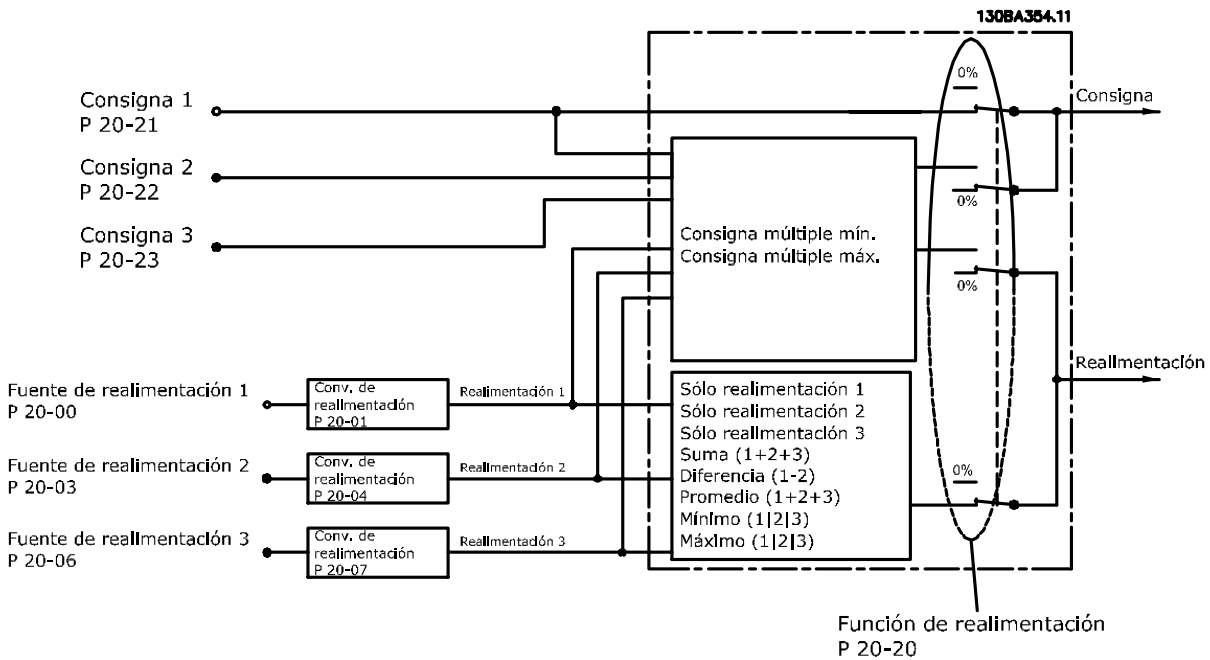 130BA354.11
0%
Consigna 1
P 20-21
Consigna
Consigna 2
P 20-22
0%
Consigna 3
P 20-23
Consigna múltiple mín.
Consigna múltiple máx.
0%
Realimentación
Fuente de realimentación 1
P 20-00
Conv. de
realimentación
P 20-01
Realimentación 1
Sólo realimentación 1
Sólo realimentación 2
Sólo realimentación 3
Suma (1+2+3)
Diferencia (1-2)
Promedio (1+2+3)
Mínimo (1|2|3)
Máximo (1|2|3)
0%
Fuente de realimentación 2
P 20-03
Conv. de
realimentación
P 20-04
Realimentación 2
Fuente de realimentación 3
P 20-06
Conv. de
realimentación
P 20-07
Realimentación 3
Función de realimentación
P 20-20